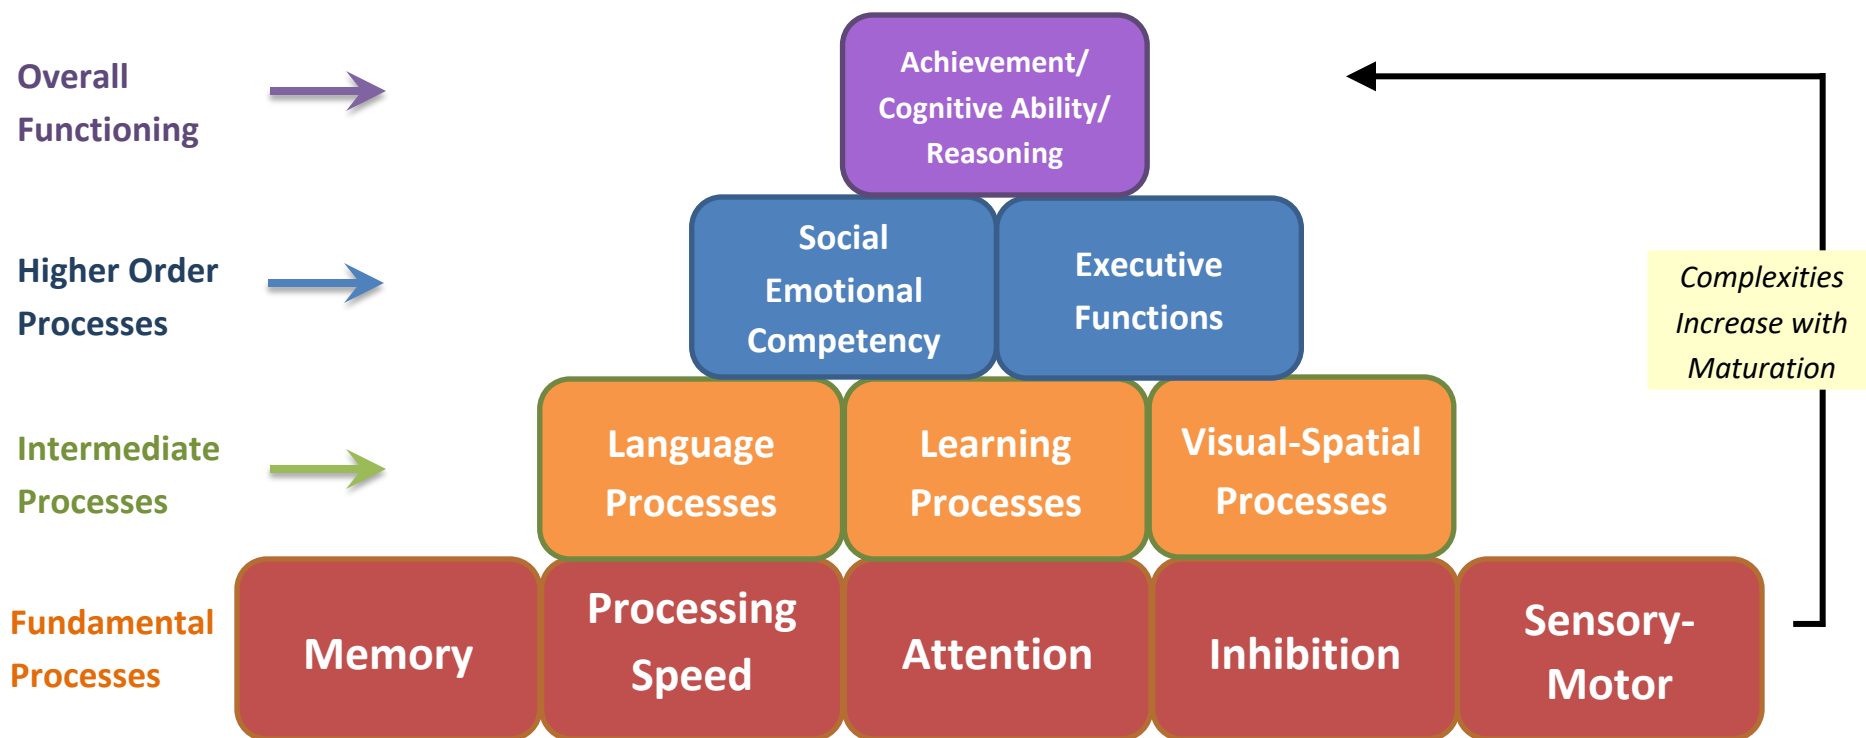 Overall
Functioning
Achievement/
Cognitive Ability/
Reasoning
Higher Order
Processes
Social
Emotional
Competency
Executive
Functions
Complexities
Increase with
Maturation
Intermediate
Processes
Language
Processes
Learning
Processes
Visual-Spatial
Processes
Fundamental
Processes
Memory
Processing
Speed
Attention
Inhibition
Sensory-
Motor